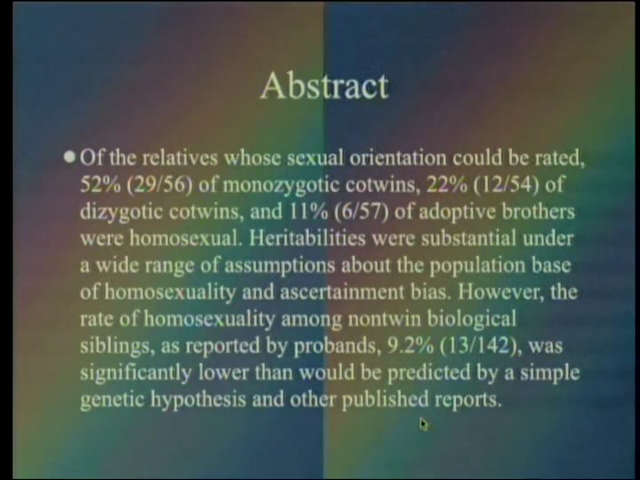 Abstract
● Of the relatives whose sexual orientation could be rated,
52% (29/56) of monozygotic cotwins, 22% (12/54) of
dizygotic cotwins, and 11% (6/57) of adoptive brothers
were homosexual. Heritabilities were substantial under
a wide range of assumptions about the population base
of homosexuality and ascertainment bias. However, the
rate of homosexuality among nontwin biological
siblings, as reported by probands, 9.2% (13/142), was
significantly lower than would be predicted by a simple
genetic hypothesis and other published reports.